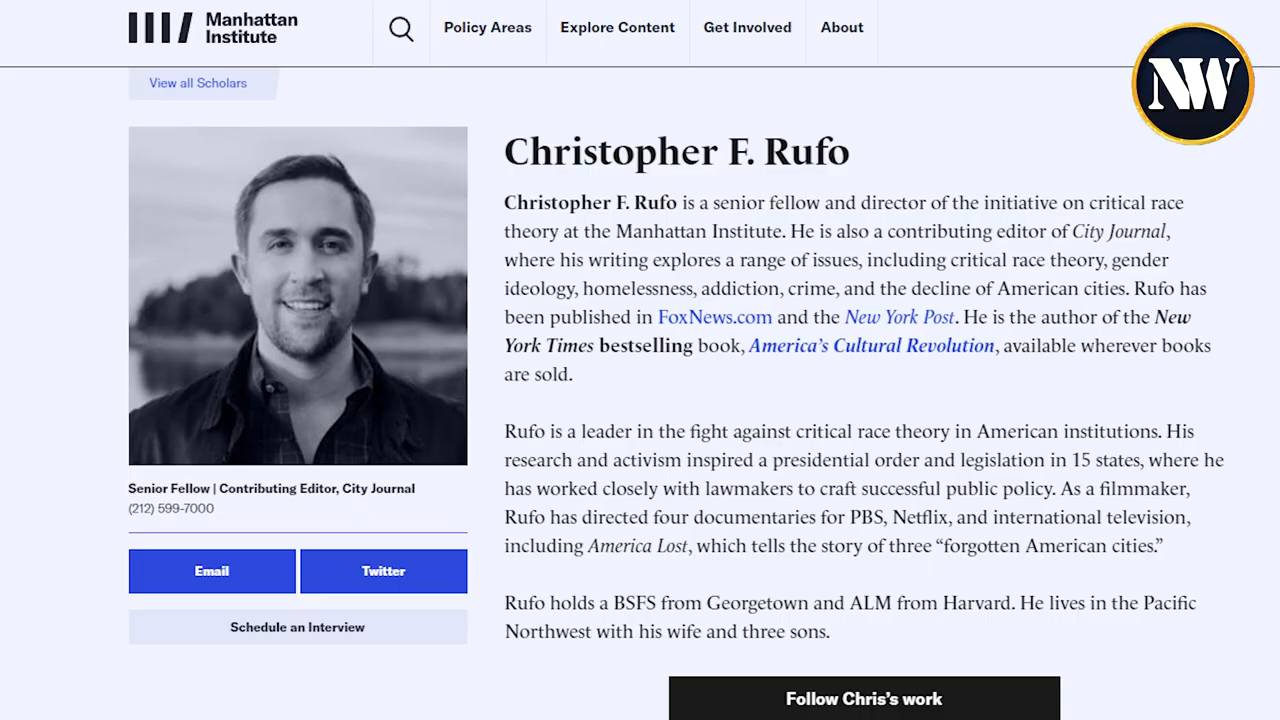 Manhattan
Institute
Policy Areas
Explore Content
Get Involved
About
NW
View all Scholars
Christopher F. Rufo
Christopher F. Rufo is a senior fellow and director of the initiative on critical race
theory at the Manhattan Institute. He is also a contributing editor of City Journal,
where his writing explores a range of issues, including critical race theory, gender
ideology, homelessness, addiction, crime, and the decline of American cities. Rufo has
been published in FoxNews.com and the New York Post. He is the author of the New
York Times bestselling book, America's Cultural Revolution, available wherever books
are sold.
Rufo is a leader in the fight against critical race theory in American institutions. His
research and activism inspired a presidential order and legislation in 15 states, where he
has worked closely with lawmakers to craft successful public policy. As a filmmaker,
Rufo has directed four documentaries for PBS, Netflix, and international television,
including America Lost, which tells the story of three “forgotten American cities.”
Rufo holds a BSFS from Georgetown and ALM from Harvard. He lives in the Pacific
Northwest with his wife and three sons.
Senior Fellow | Contributing Editor, City Journal
(212) 599-7000
Email
Twitter
Schedule an Interview
Follow Chris's work